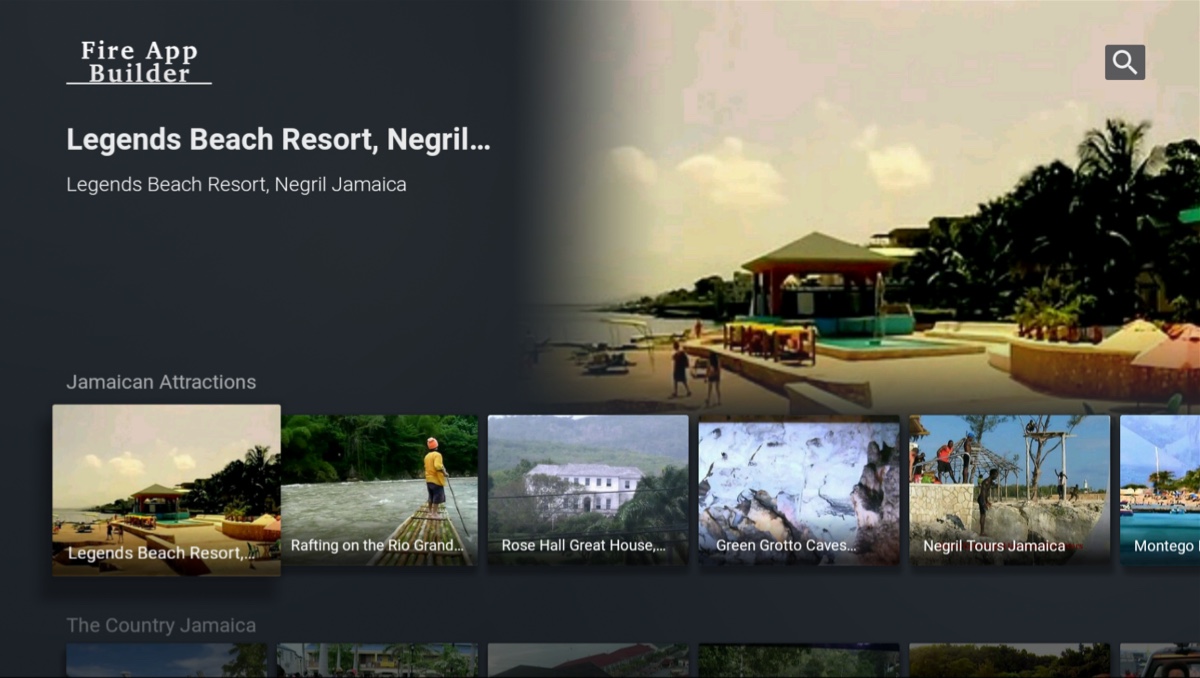 Fire App
Builder
Legends Beach Resort, Negril...
Legends Beach Resort, Negril Jamaica
Jamaican Attractions
Legends Beach Resort,...
Rafting on the Rio Grand...
Rose Hall Great House,...
Green Grotto Caves...
Negril Tours Jamaica
Montego
The Country Jamaica